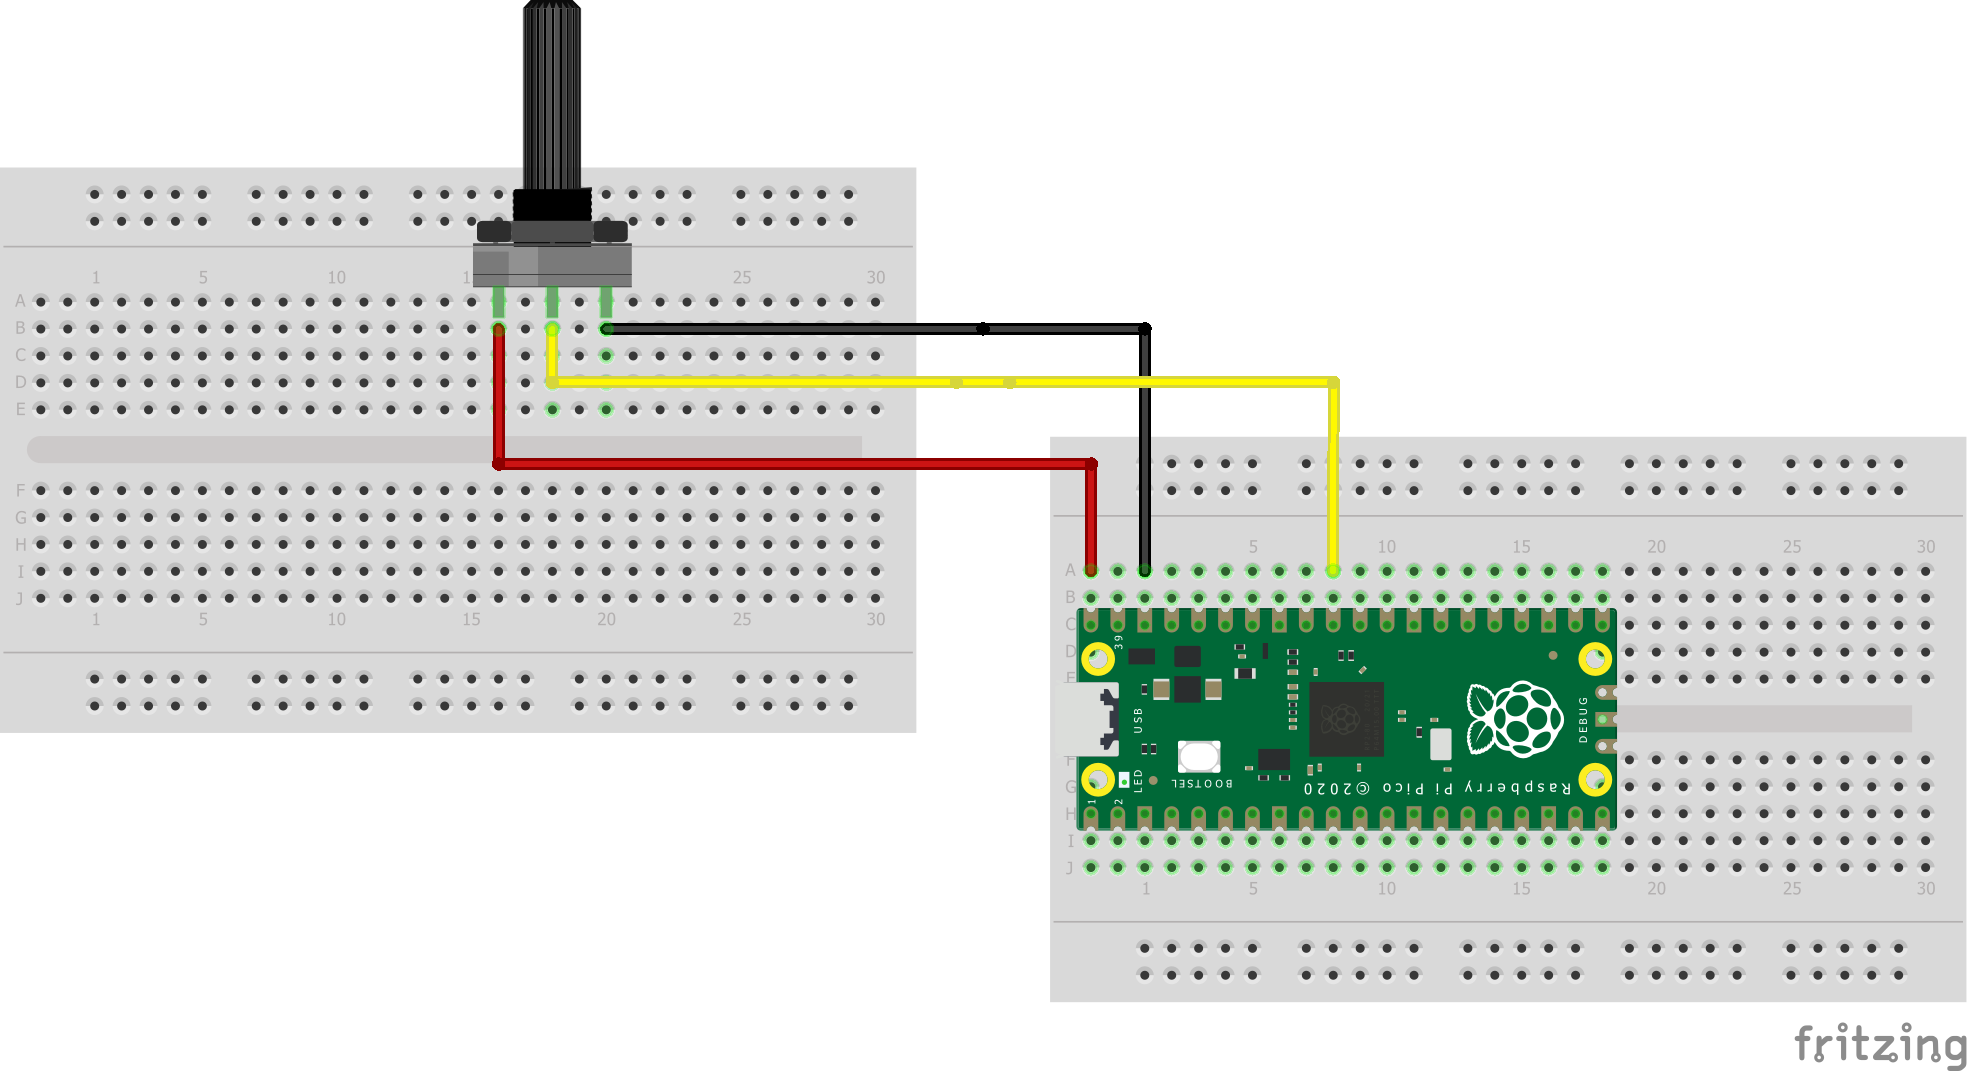 1 5 10 1 25 30
A
B
C
D
E
F
G
H
I
J
1 5 10 15 20 25 30
5 10 15 20 25 30
A
B
C
39
D
E
USB
DEBUG
LED
BOOTSEL
Raspberry Pi Pico ©2020
F
G
1 2
H
I
J
1 5 10 15 20 25 30
fritzing